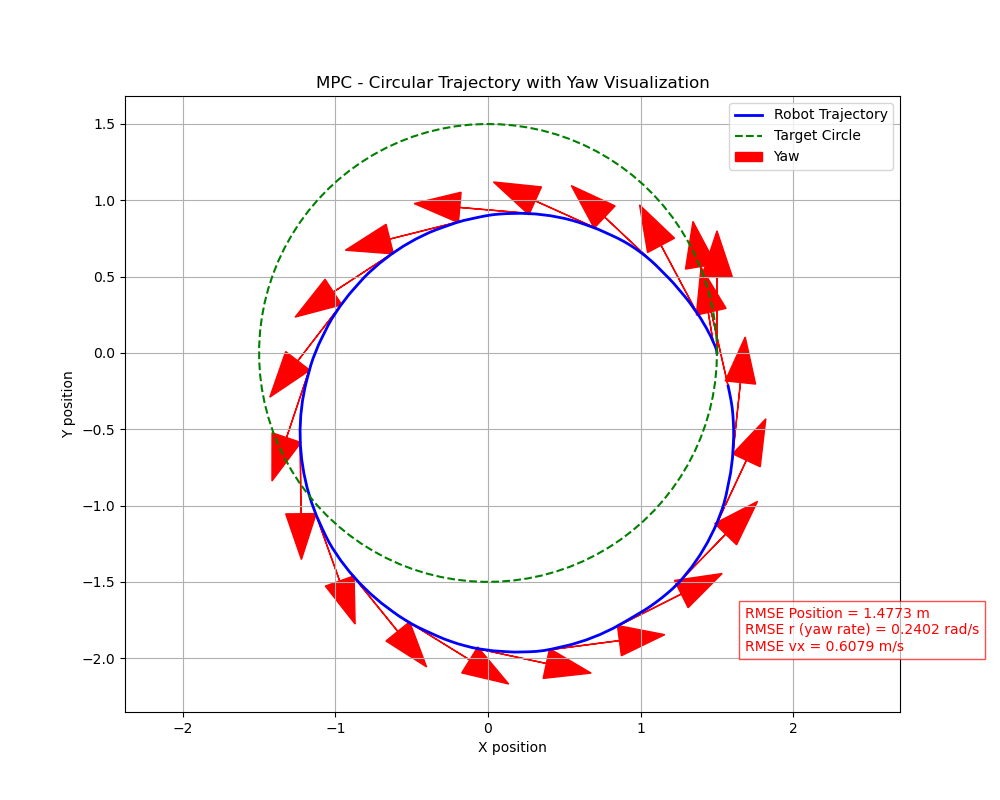 MPC - Circular Trajectory with Yaw Visualization
Robot Trajectory
Target Circle
Yaw
1.5
1.0
0.5
0.0
−0.5
−1.0
−1.5
−2.0
Y position
RMSE Position = 1.4773 m
RMSE r (yaw rate) = 0.2402 rad/s
RMSE vx = 0.6079 m/s
−2 −1 0 1 2
X position